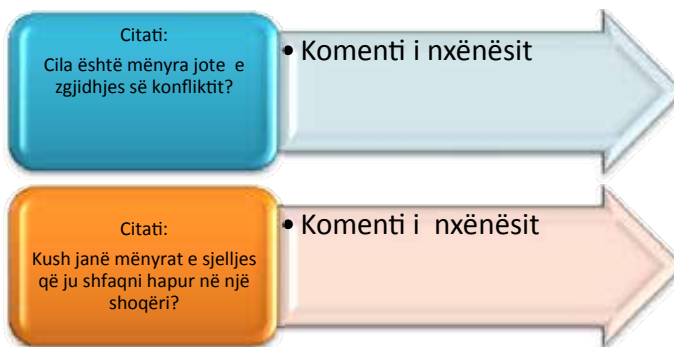 Citati:
Cila është mënyra jote e
zgjidhjes së konfliktit?
• Komenti i nxënësit
Citati:
Kush janë mënyrat e sjelljes
që ju shfaqni hapur në një
shoqëri?
• Komenti i nxënësit